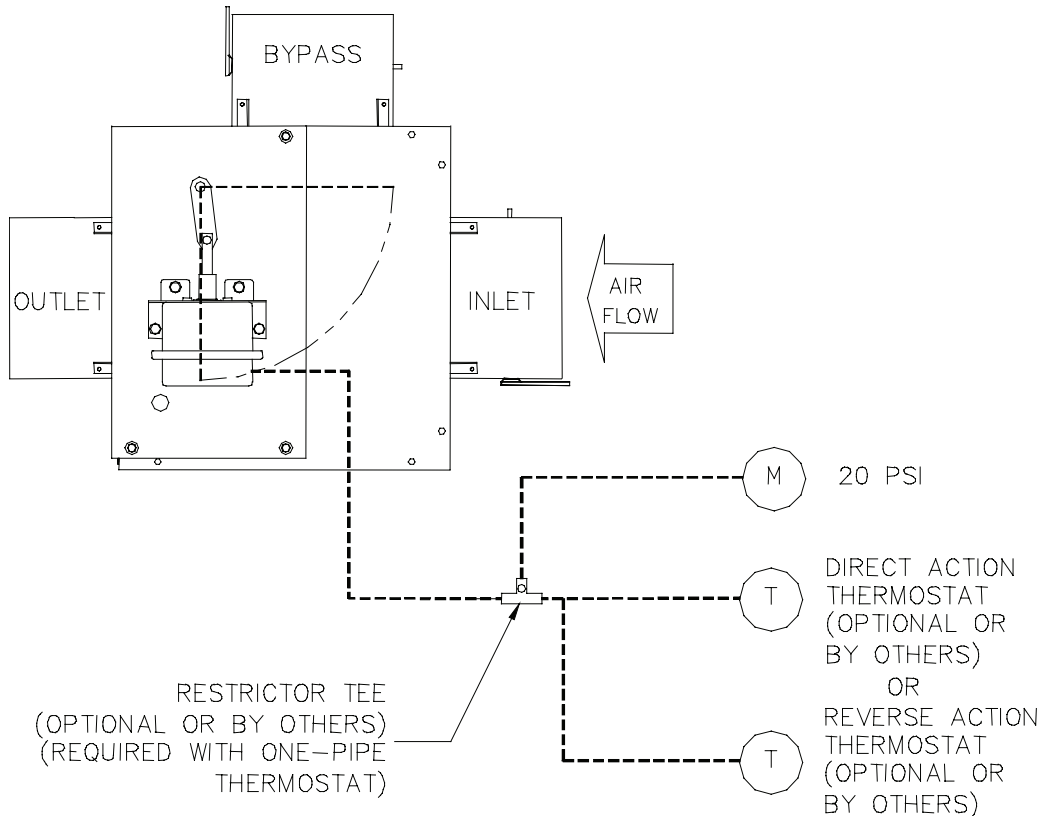 BYPASS
OUTLET
INLET
AIR
FLOW
M
20 PSI
T
DIRECT ACTION
THERMOSTAT
(OPTIONAL OR
BY OTHERS)
OR
RESTRICTOR TEE
(OPTIONAL OR BY OTHERS)
(REQUIRED WITH ONE-PIPE
THERMOSTAT)
T
REVERSE ACTION
THERMOSTAT
(OPTIONAL OR
BY OTHERS)